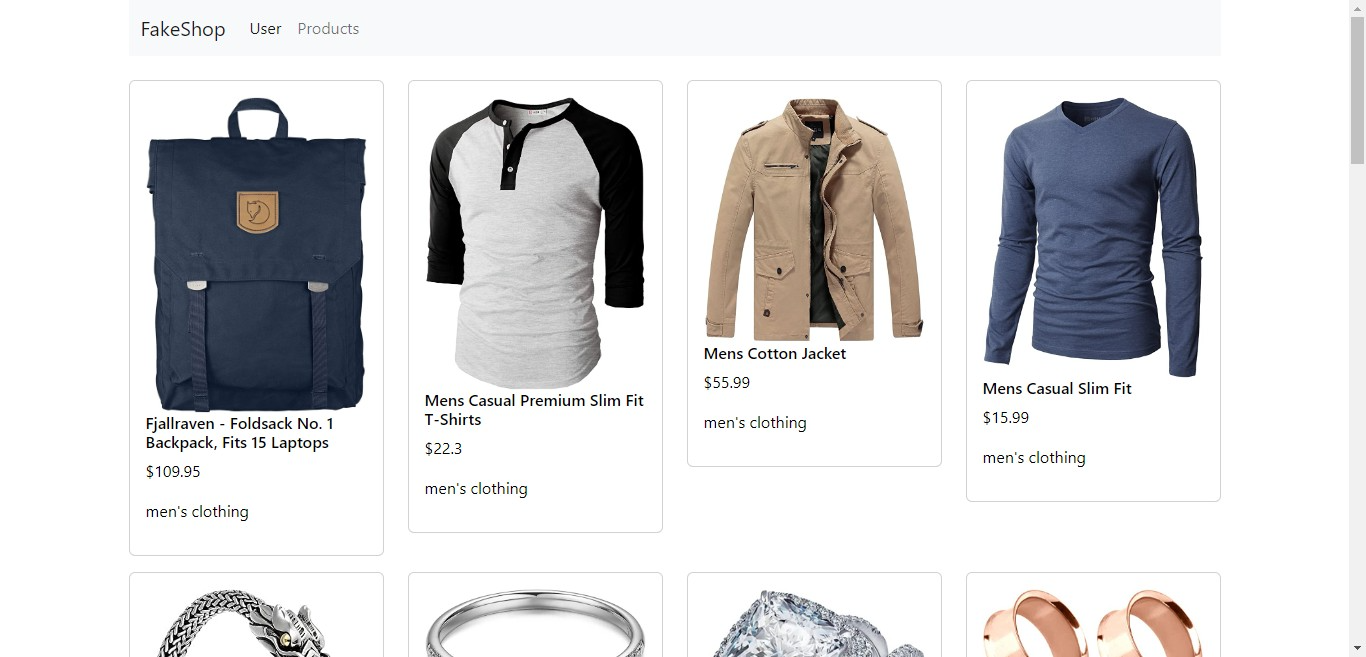 FakeShop User Products
Fjallraven - Foldsack No. 1
Backpack, Fits 15 Laptops
$109.95
men's clothing
Mens Casual Premium Slim Fit
T-Shirts
$22.3
men's clothing
Mens Cotton Jacket
$55.99
men's clothing
Mens Casual Slim Fit
$15.99
men's clothing